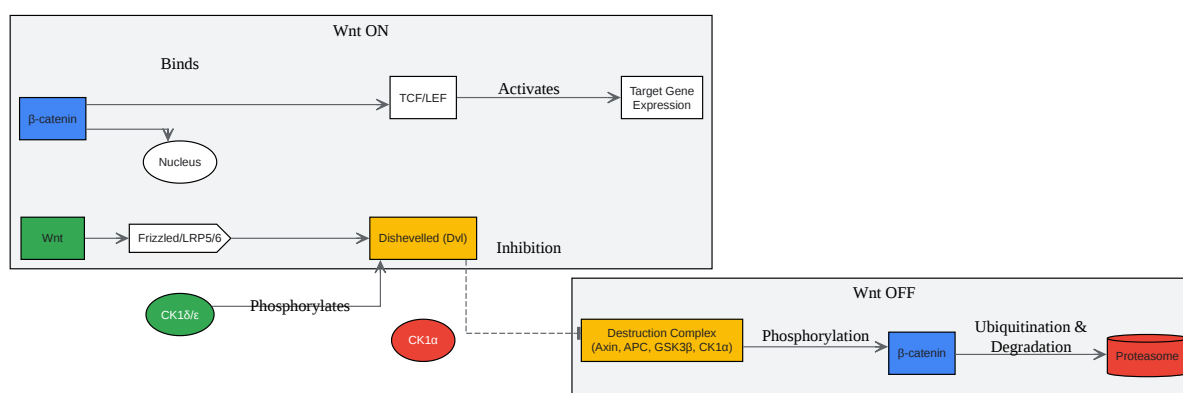 Wnt ON
Binds
β-catenin
TCF/LEF
Activates
Target Gene
Expression
Nucleus
Wnt
Frizzled/LRP5/6
Dishevelled (Dvl)
Inhibition
CK1δ/ε
Phosphorylates
CK1α
Wnt OFF
Destruction Complex
(Axin, APC, GSK3β, CK1α)
Phosphorylation
β-catenin
Ubiquitination &
Degradation
Proteasome